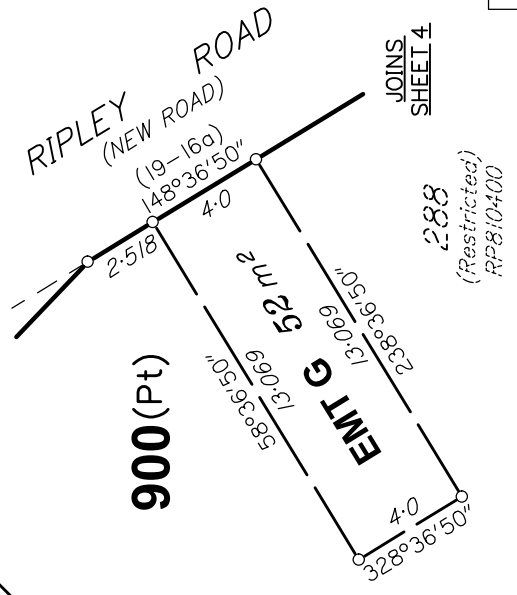 RIPLEY ROAD
(NEW ROAD)
(19-16a)
148°36'50"
4·0
2·518
JOINS
SHEET 4
288
(Restricted)
RP810400
900(Pt)
58°36'50"
13·069
EMT G 52 m2
13·069
238°36'50"
4·0
328°36'50"